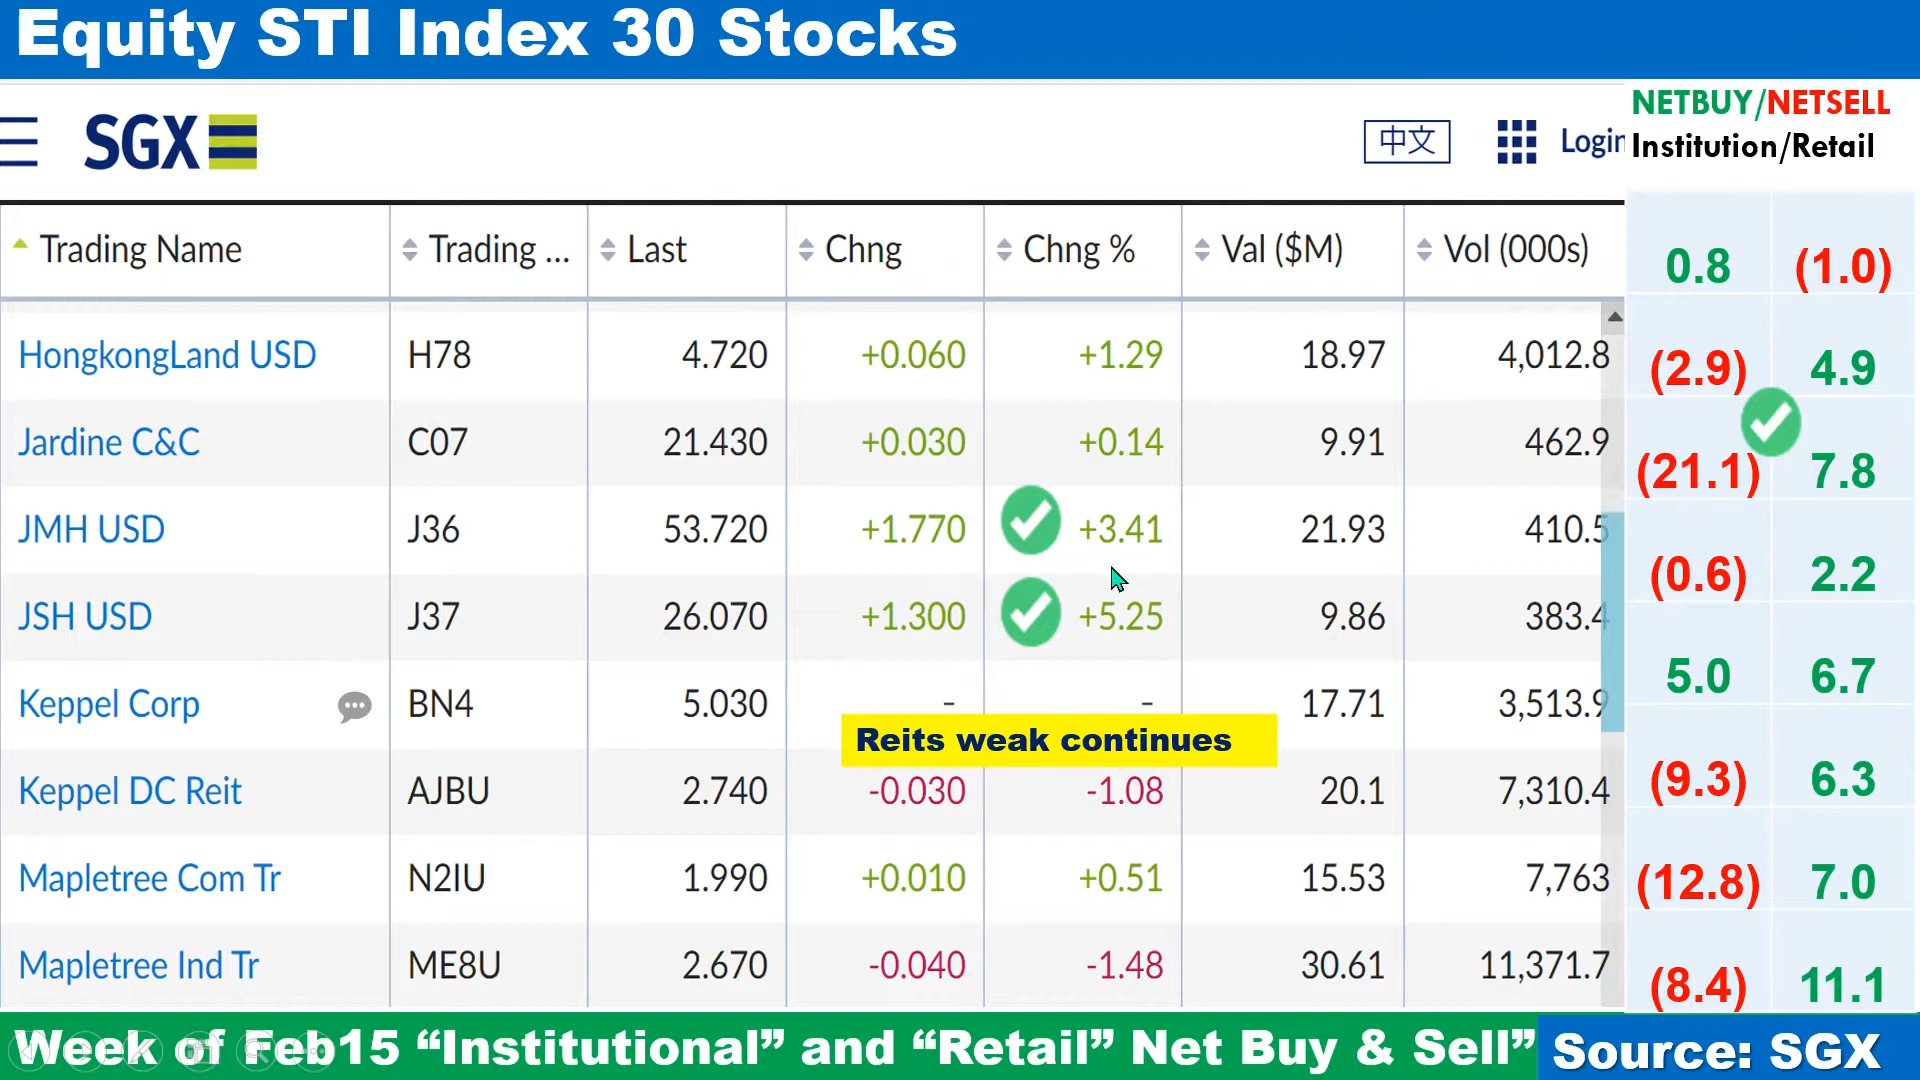 Equity STI Index 30 Stocks
SGX
中文
Login
NETBUY/NETSELL
Institution/Retail
Trading Name Trading ... Last Chng Chng % Val ($M) Vol (000s)
0.8 (1.0)
HongkongLand USD H78 4.720 +0.060 +1.29 18.97 4,012.8
(2.9) 4.9
Jardine C&C C07 21.430 +0.030 +0.14 9.91 462.9
(21.1) 7.8
JMH USD J36 53.720 +1.770 +3.41 21.93 410.5
(0.6) 2.2
JSH USD J37 26.070 +1.300 +5.25 9.86 383.4
5.0 6.7
Keppel Corp BN4 5.030 - - 17.71 3,513.9
Reits weak continues
(9.3) 6.3
Keppel DC Reit AJBU 2.740 -0.030 -1.08 20.1 7,310.4
(12.8) 7.0
Mapletree Com Tr N2IU 1.990 +0.010 +0.51 15.53 7,763
(8.4) 11.1
Mapletree Ind Tr ME8U 2.670 -0.040 -1.48 30.61 11,371.7
Week of Feb15 “Institutional” and “Retail” Net Buy & Sell”
Source: SGX